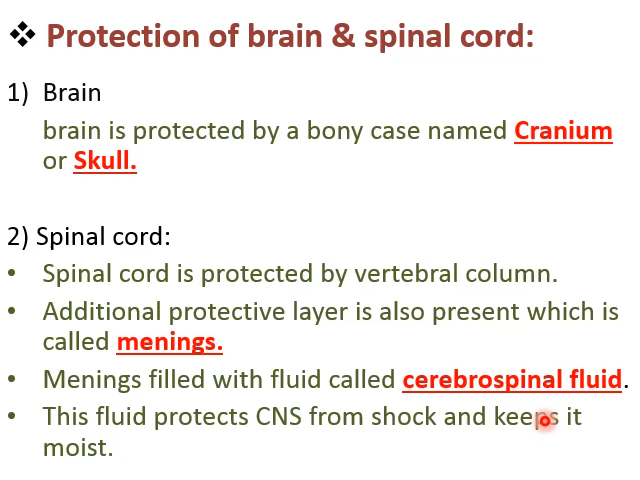 ❖ Protection of brain & spinal cord:
1) Brain
brain is protected by a bony case named Cranium
or Skull.
2) Spinal cord:
• Spinal cord is protected by vertebral column.
• Additional protective layer is also present which is
called menings.
• Menings filled with fluid called cerebrospinal fluid.
• This fluid protects CNS from shock and keeps it
moist.